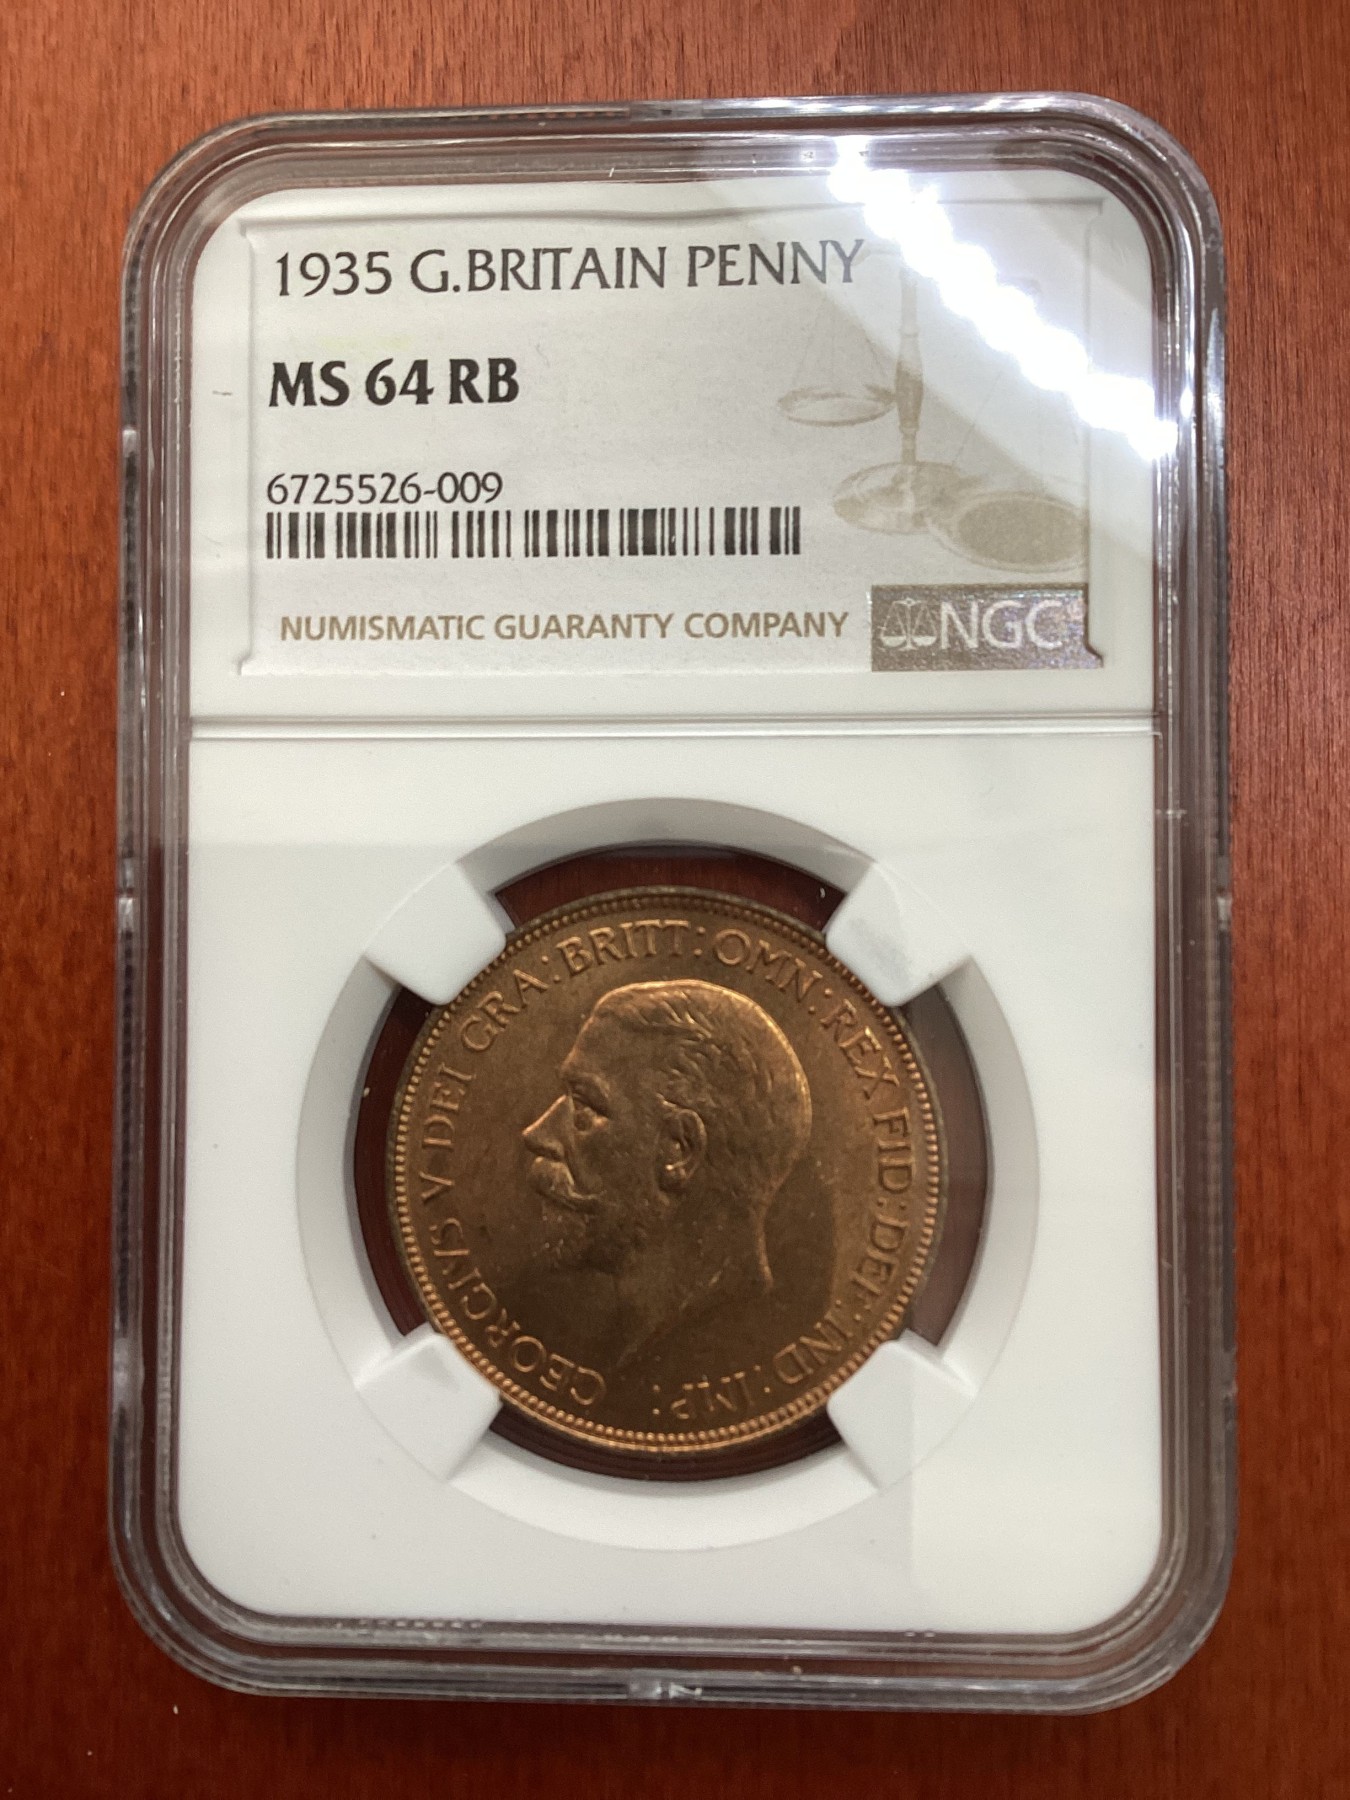 1935 G.BRITAIN PENNY
MS 64 RB
6725526-009
NUMISMATIC GUARANTY COMPANY
NGC
GEORGIVS V DEI GRA: BRITT: OMN: REX FID: DEF: IND: IMP: